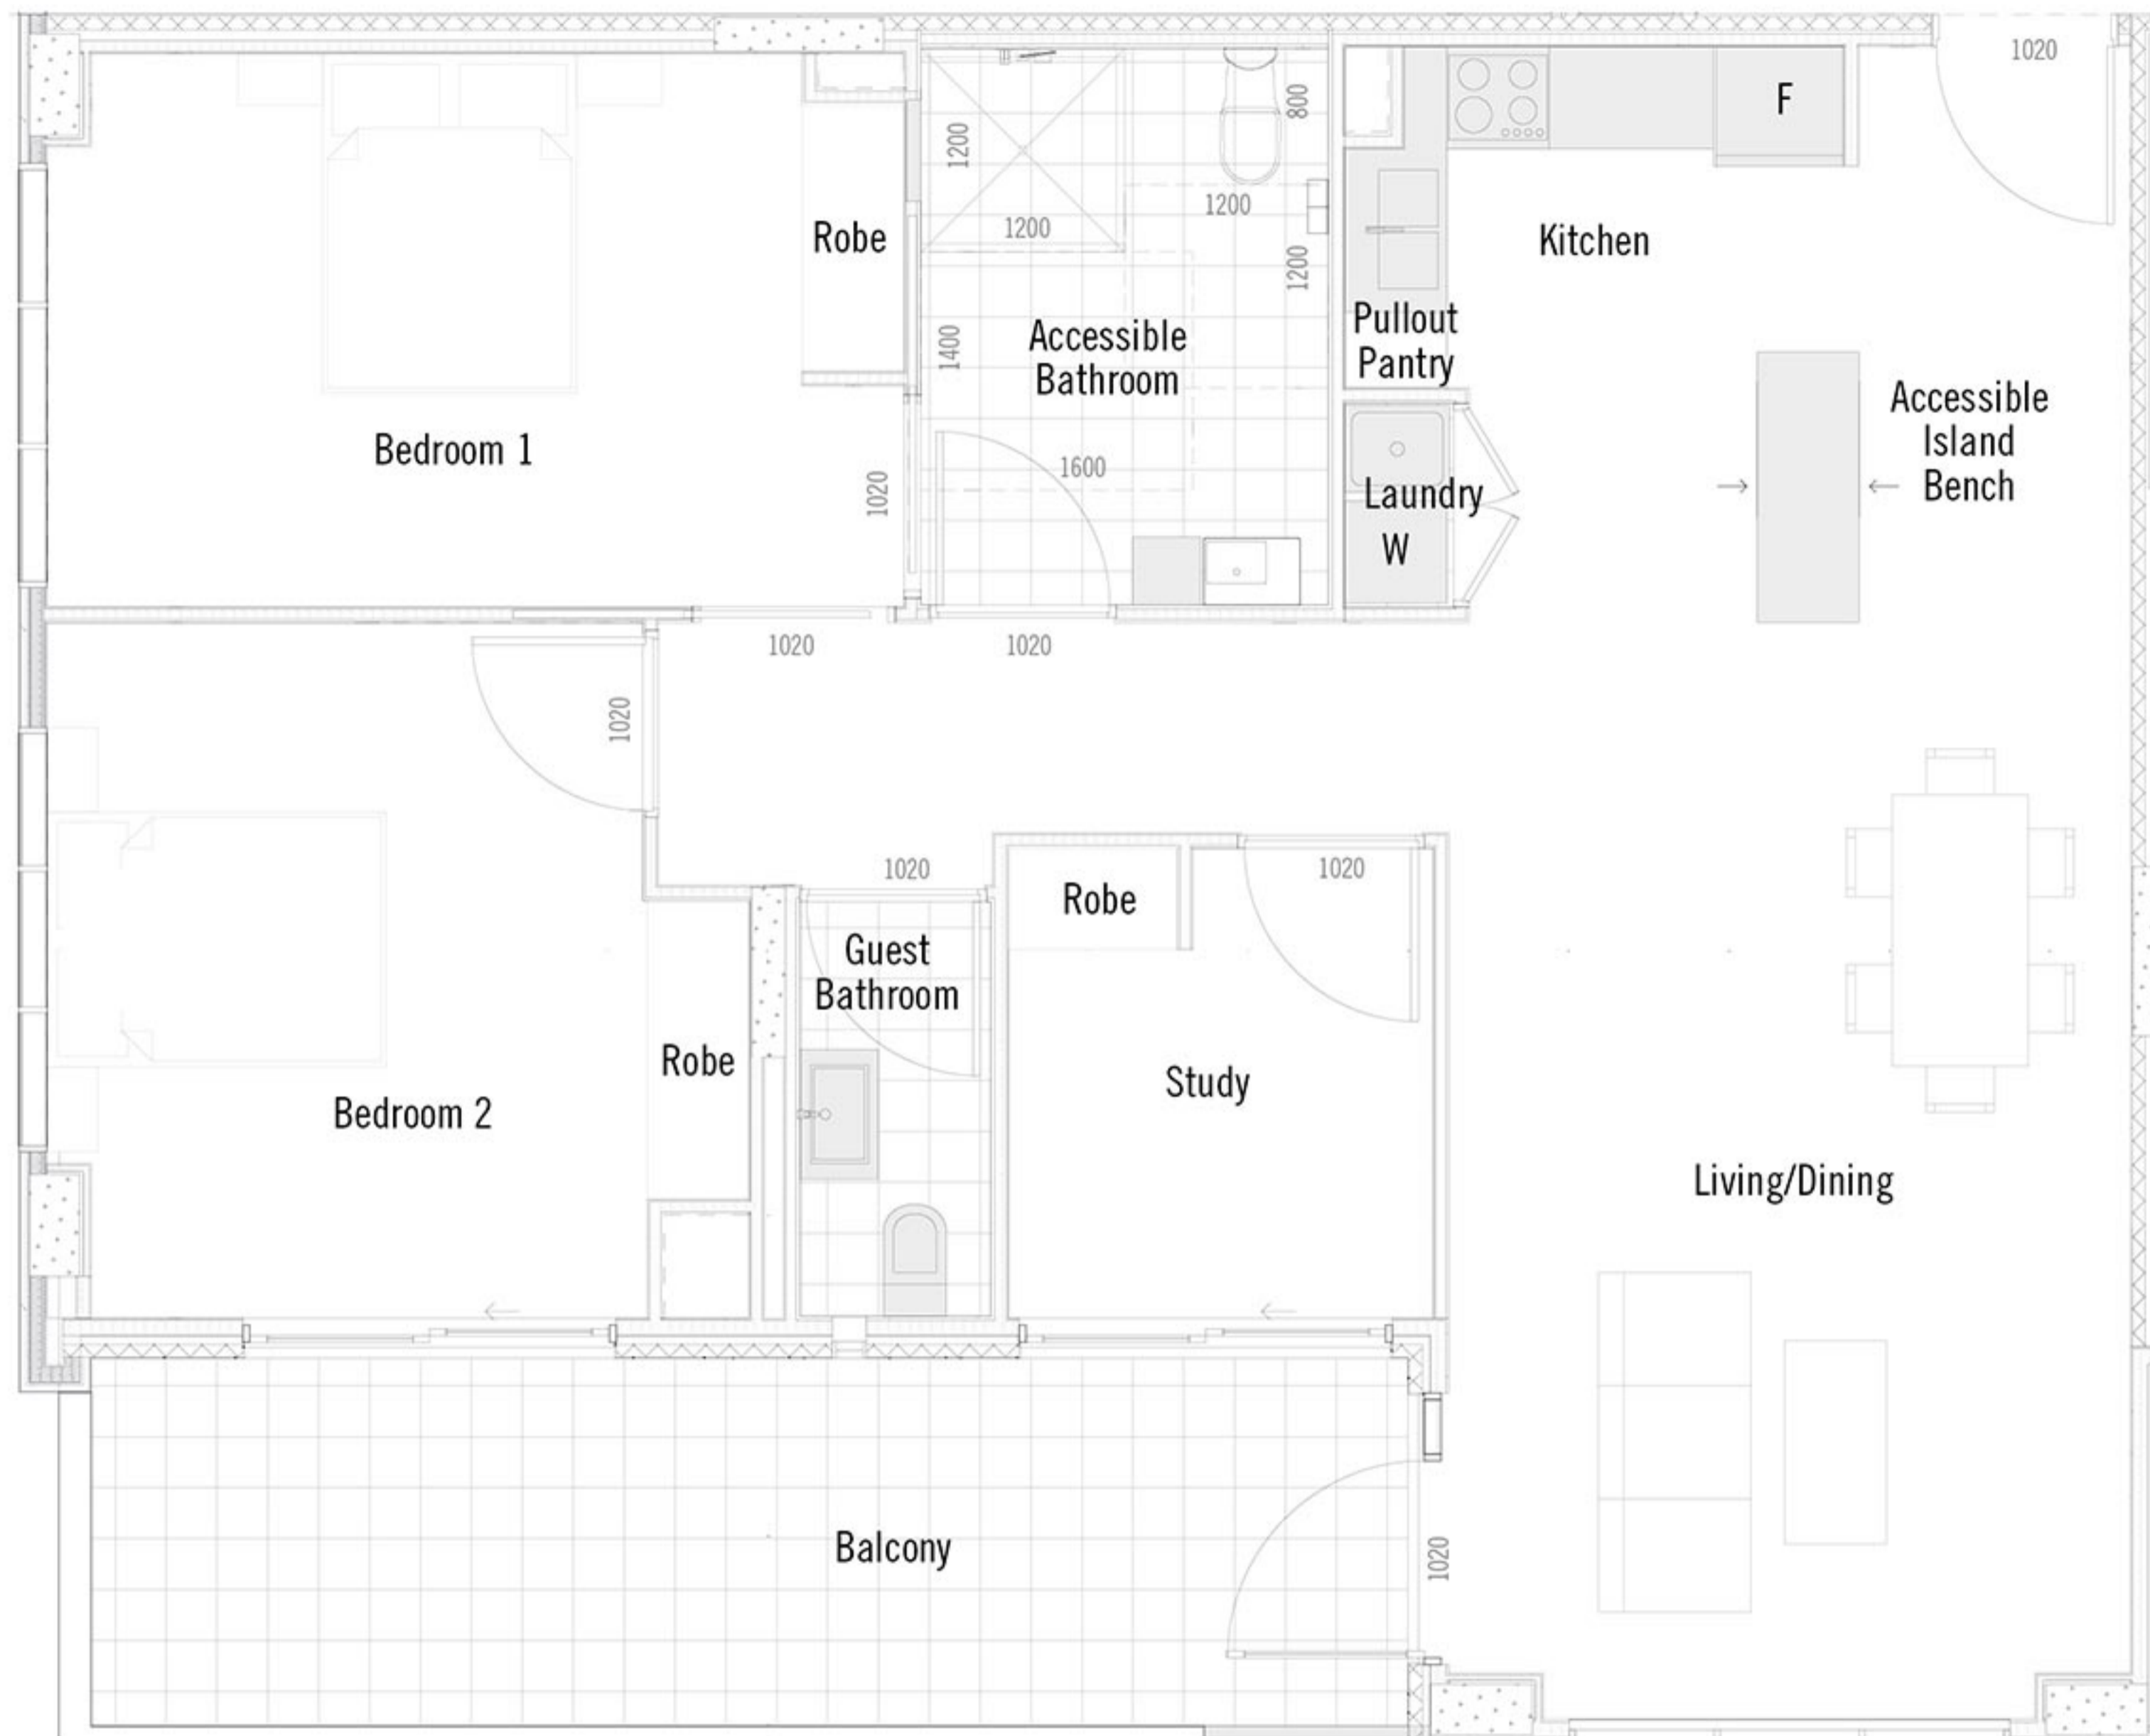 1020
F
800
1200
1200
1200
Robe
Kitchen
1200
Pullout
Pantry
Accessible
Bathroom
1400
Accessible
Island
Bench
Bedroom 1
1600
1020
Laundry
W
1020
1020
1020
1020
1020
Robe
Guest
Bathroom
Robe
Study
Bedroom 2
Living/Dining
Balcony
1020